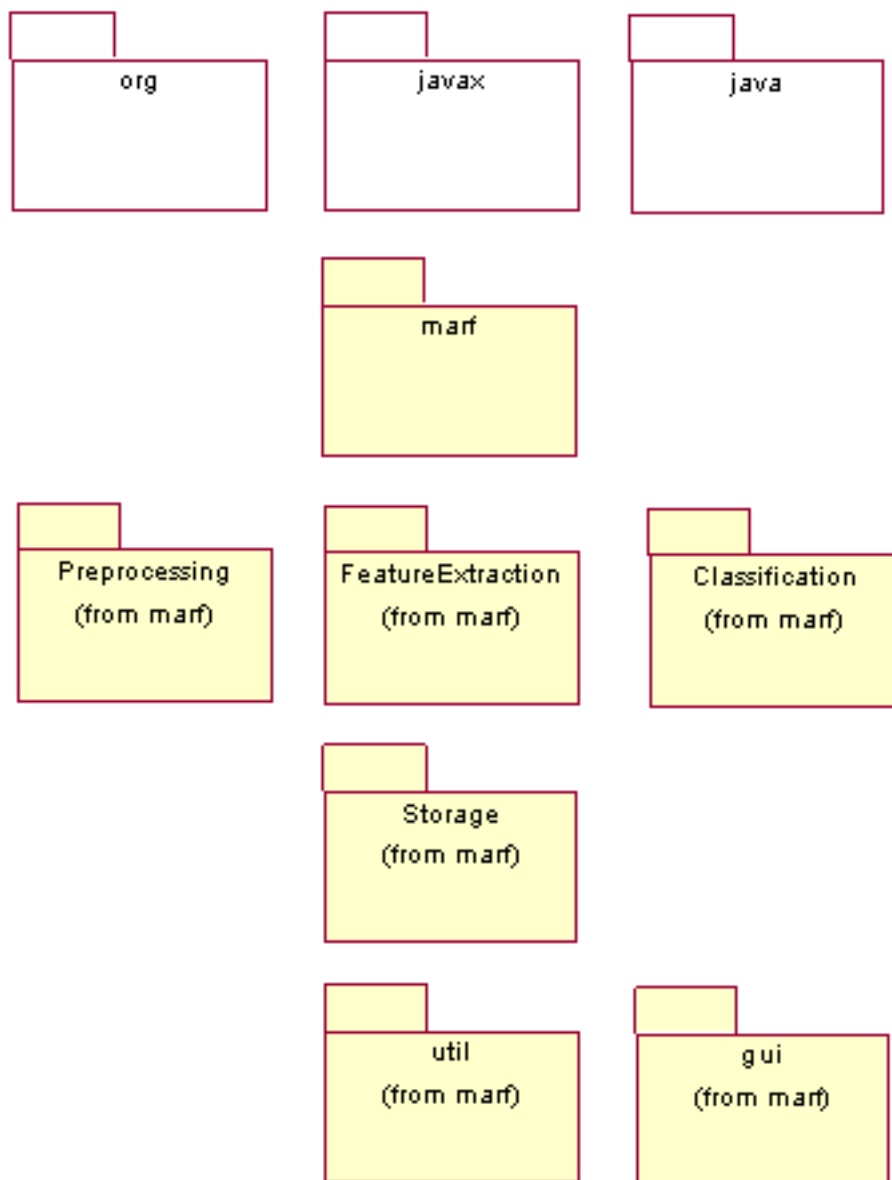 org
javax
java
marf
Preprocessing
(from marf)
FeatureExtraction
(from marf)
Classification
(from marf)
Storage
(from marf)
util
(from marf)
gui
(from marf)